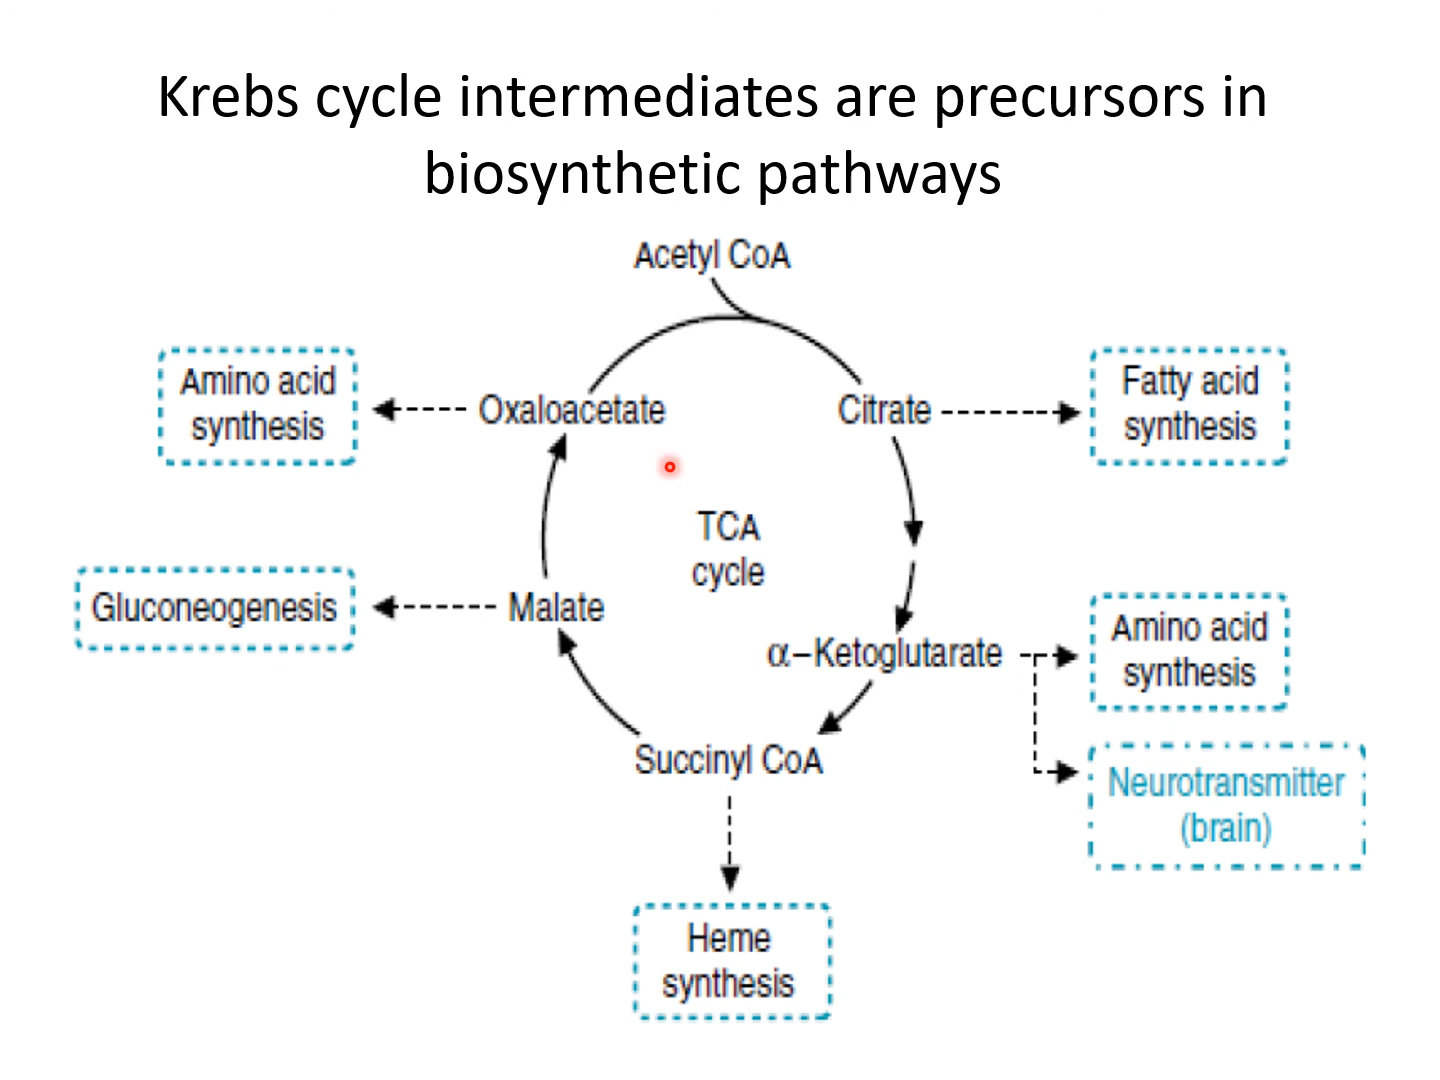 Krebs cycle intermediates are precursors in
biosynthetic pathways
Acetyl CoA
Amino acid
synthesis
Oxaloacetate
Citrate
Fatty acid
synthesis
TCA
cycle
Gluconeogenesis
Malate
α–Ketoglutarate
Amino acid
synthesis
Succinyl CoA
Neurotransmitter
(brain)
Heme
synthesis